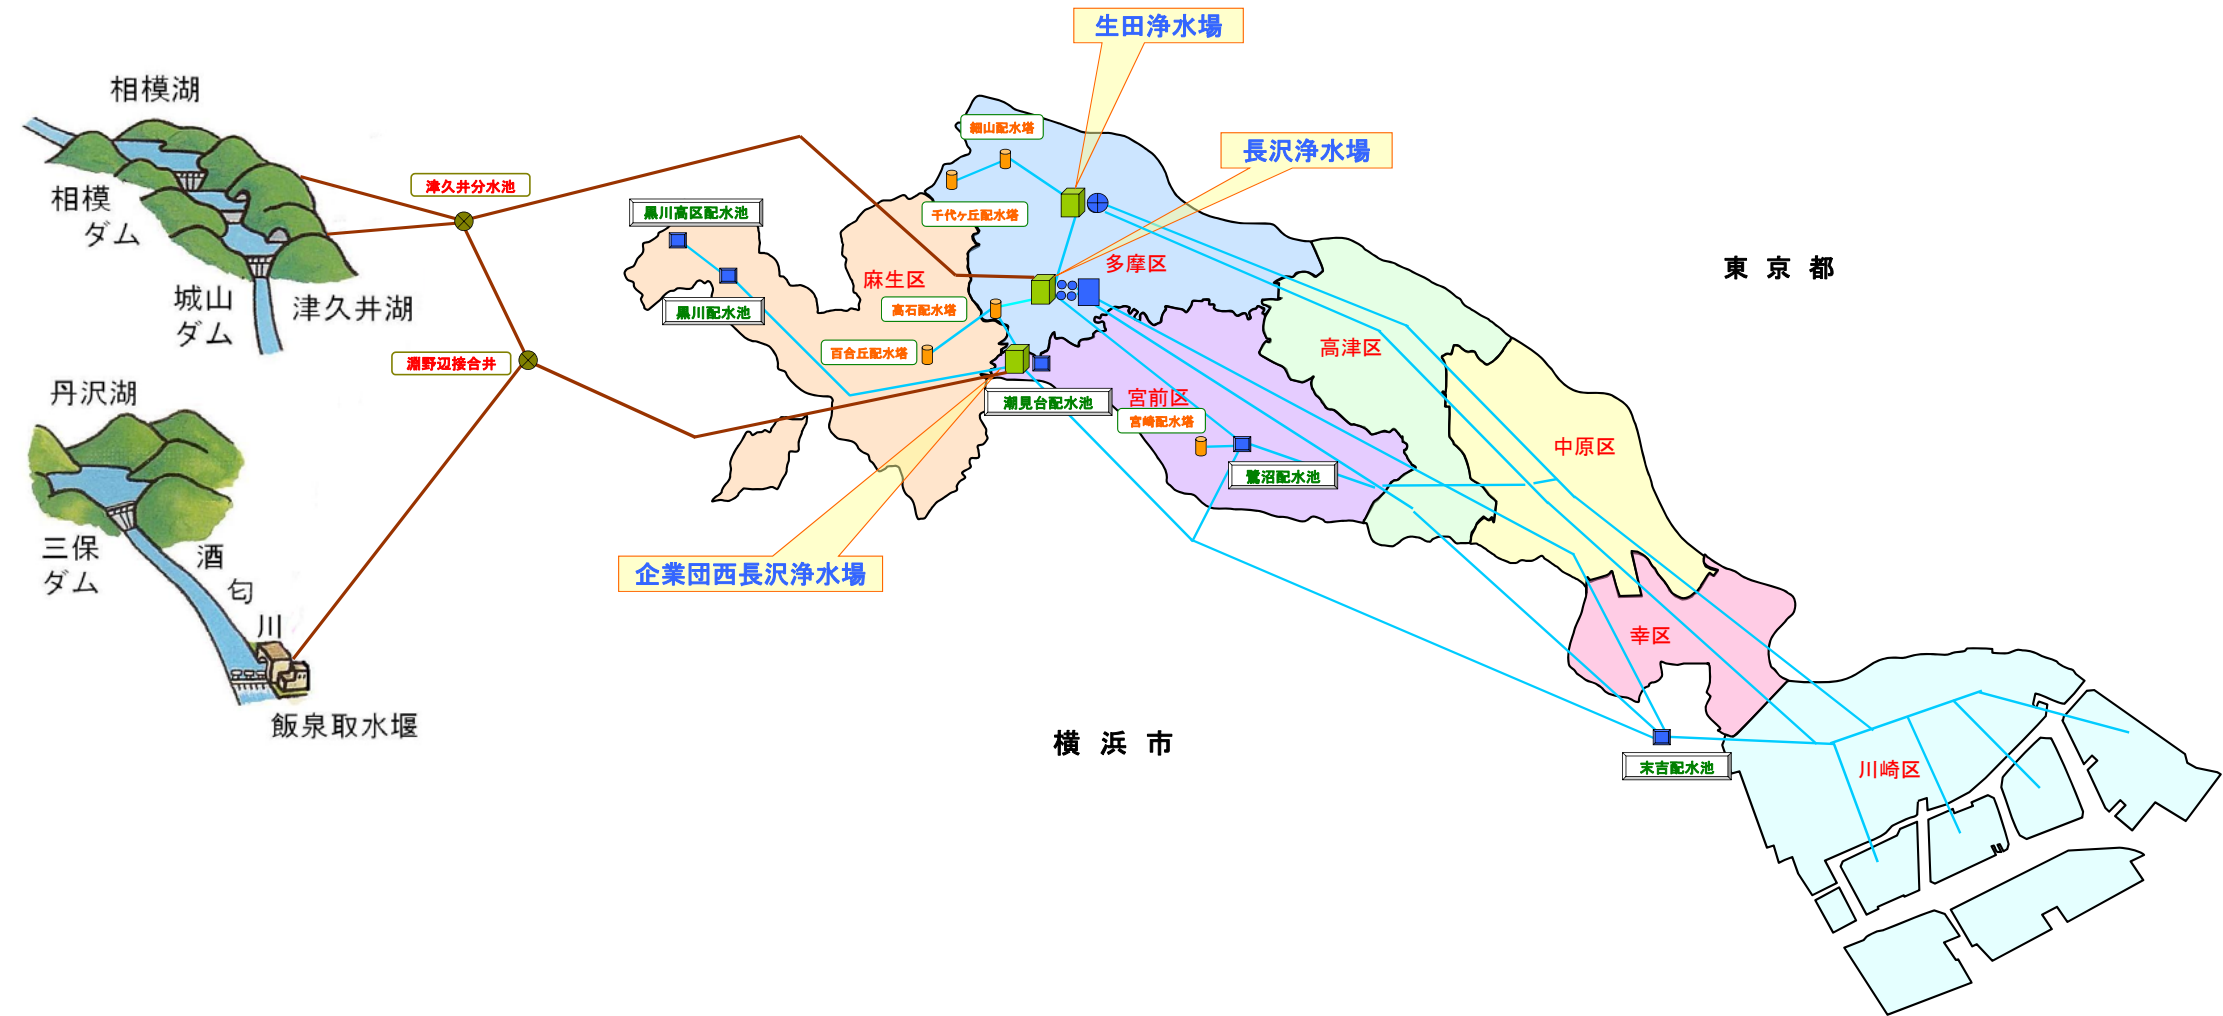 生田浄水場
相模湖
細山配水塔
長沢浄水場
津久井分水池
相模
ダム
黒川高区配水池
千代ヶ丘配水塔
多摩区
東京都
麻生区
城山
ダム
津久井湖
黒川配水池
高石配水塔
高津区
百合丘配水塔
淵野辺接合井
丹沢湖
宮前区
潮見台配水池
宮崎配水塔
中原区
鷺沼配水池
三保
ダム
酒
匂
川
企業団西長沢浄水場
幸区
飯泉取水堰
横浜市
末吉配水池
川崎区